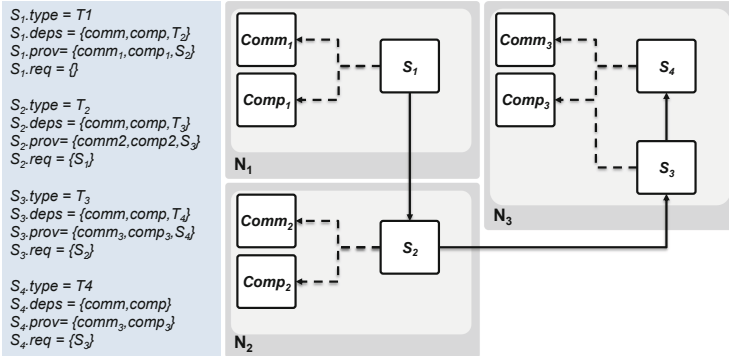 S₁.type = T1
S₁.deps = {comm,comp,T₂}
S₁.prov= {comm₁,comp₁,S₂}
S₁.req = {}
S₂.type = T₂
S₂.deps = {comm,comp,T₃}
S₂.prov= {comm2,comp2,S₃}
S₂.req = {S₁}
S₃.type = T₃
S₃.deps = {comm,comp,T₄}
S₃.prov= {comm₃,comp₃,S₄}
S₃.req = {S₂}
S₄.type = T4
S₄.deps = {comm,comp}
S₄.prov= {comm₃,comp₃}
S₄.req = {S₃}
Comm₁
Comp₁
S₁
N₁
Comm₂
Comp₂
S₂
N₂
Comm₃
Comp₃
S₄
S₃
N₃